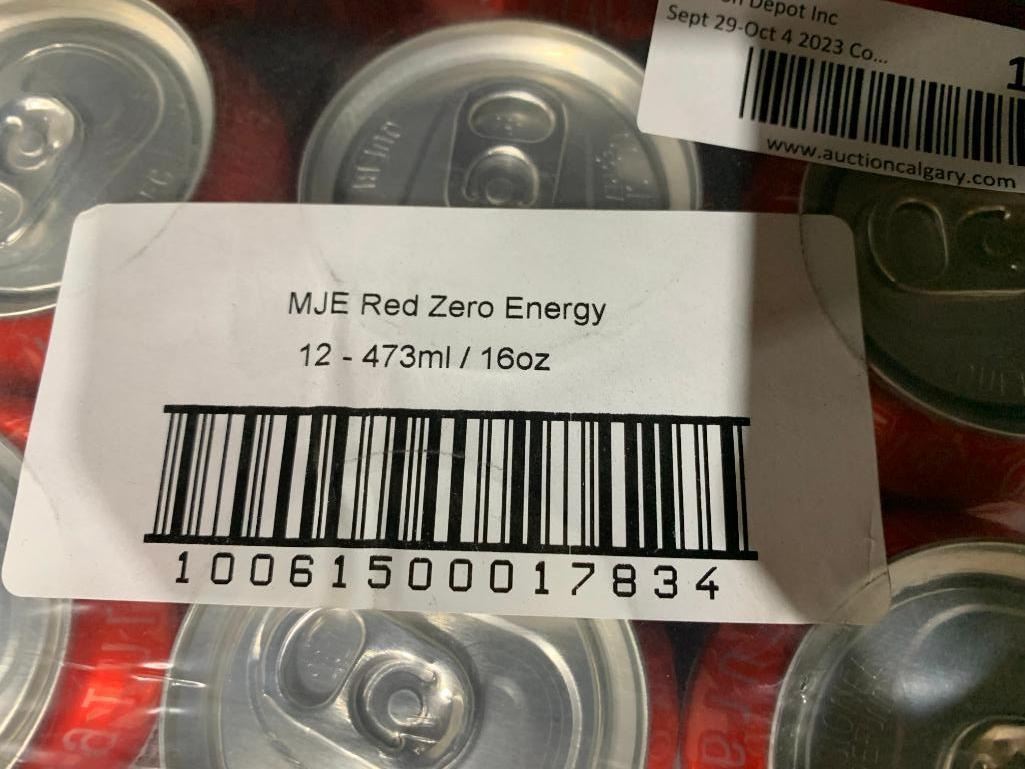 Depot Inc
Sept 29-Oct 4 2023 Co...
1
www.auctioncalgary.com
MJE Red Zero Energy
12 - 473ml / 16oz
10061500017834